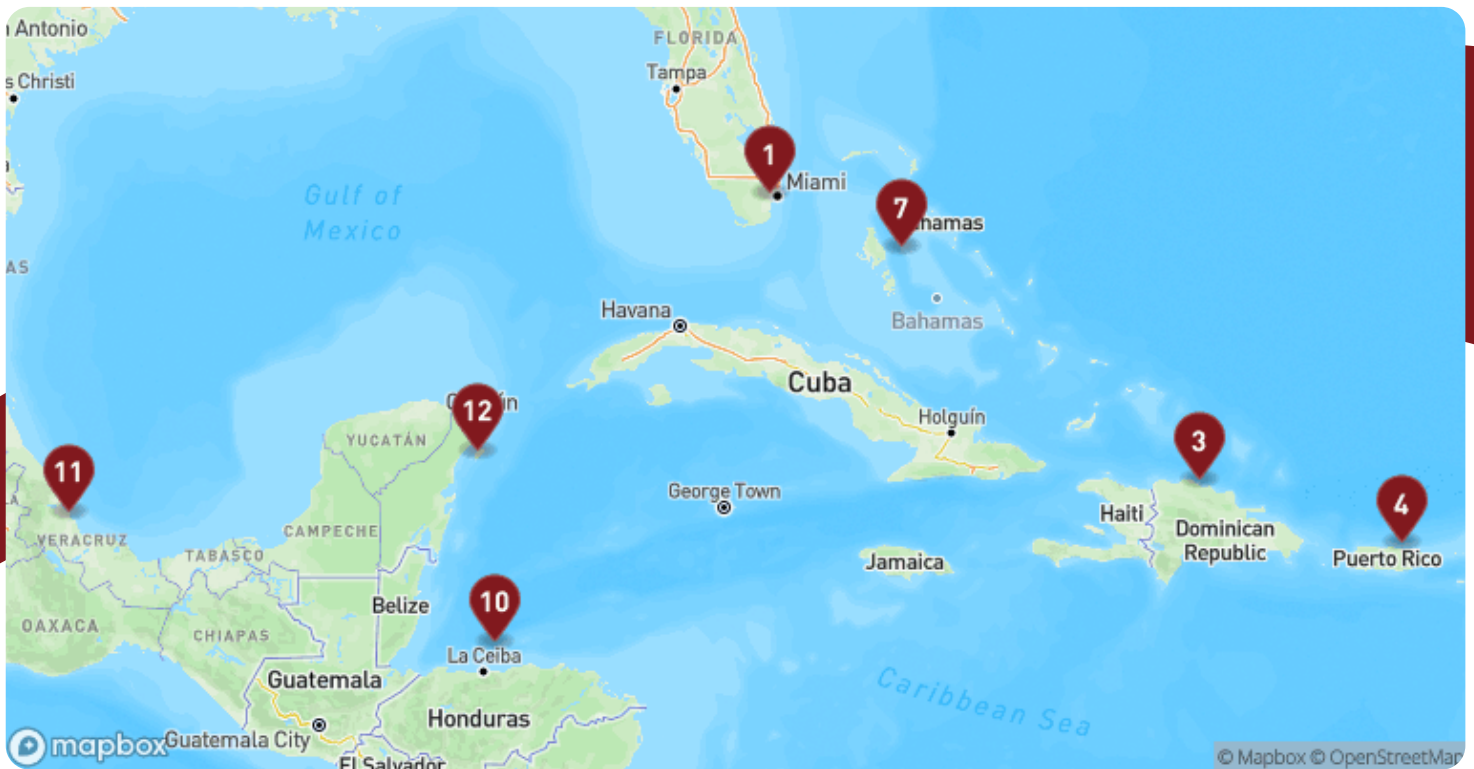 Antonio
FLORIDA
Tampa
s Christi
1
Miami
Gulf of
Mexico
7
hamas
AS
Havana
Bahamas
Cuba
12
YUCATÁN
Holguín
3
11
George Town
4
CAMPECHE
VERACRUZ
TABASCO
Haiti
Dominican
Republic
Jamaica
Puerto Rico
10
Belize
OAXACA
CHIAPAS
La Ceiba
Guatemala
Caribbean Sea
Honduras
mapbox
Guatemala City
El Salvador
© Mapbox © OpenStreetMap